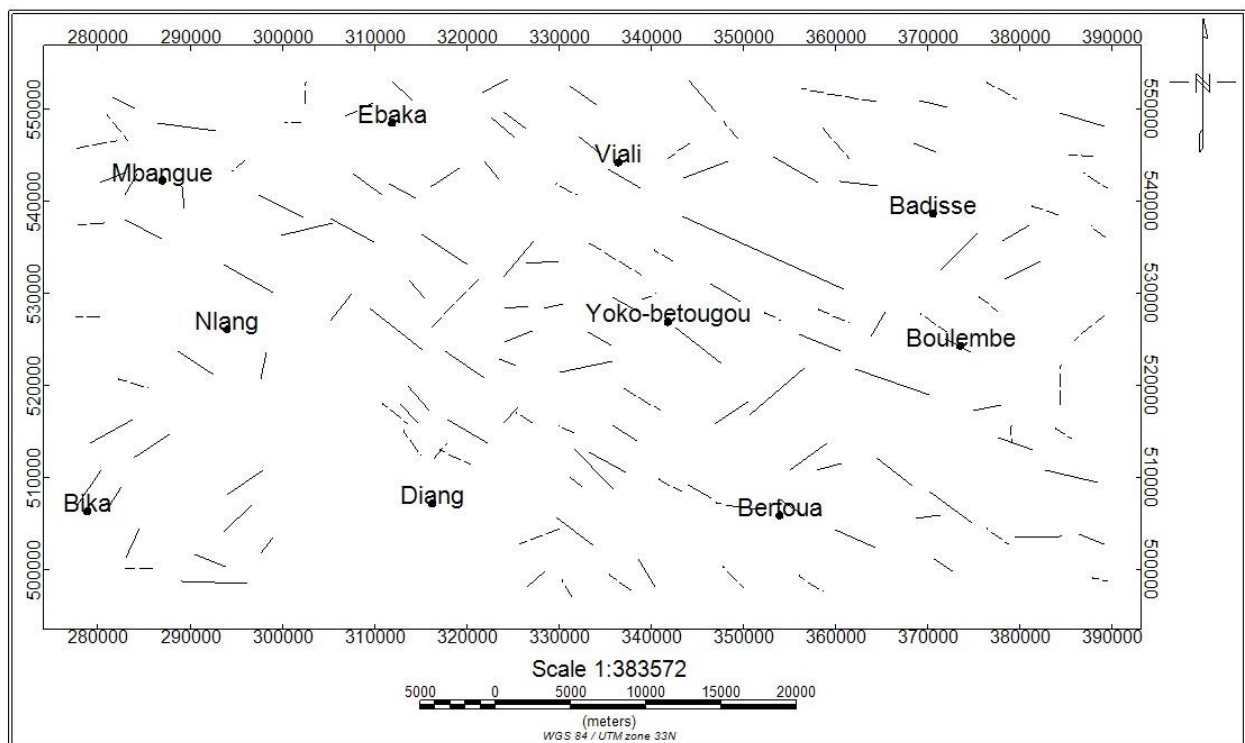 280000 290000 300000 310000 320000 330000 340000 350000 360000 370000 380000 390000
N
550000 550000
Ebaka
Viali
Mbangue
540000 540000
Badisse
530000 530000
Yoko-betougou
Nlang
Boulembe
520000 520000
510000 510000
Diang
Bika
Bertoua
500000 500000
280000 290000 300000 310000 320000 330000 340000 350000 360000 370000 380000 390000
Scale 1:383572
5000 0 5000 10000 15000 20000
(meters)
WGS 84 / UTM zone 33N